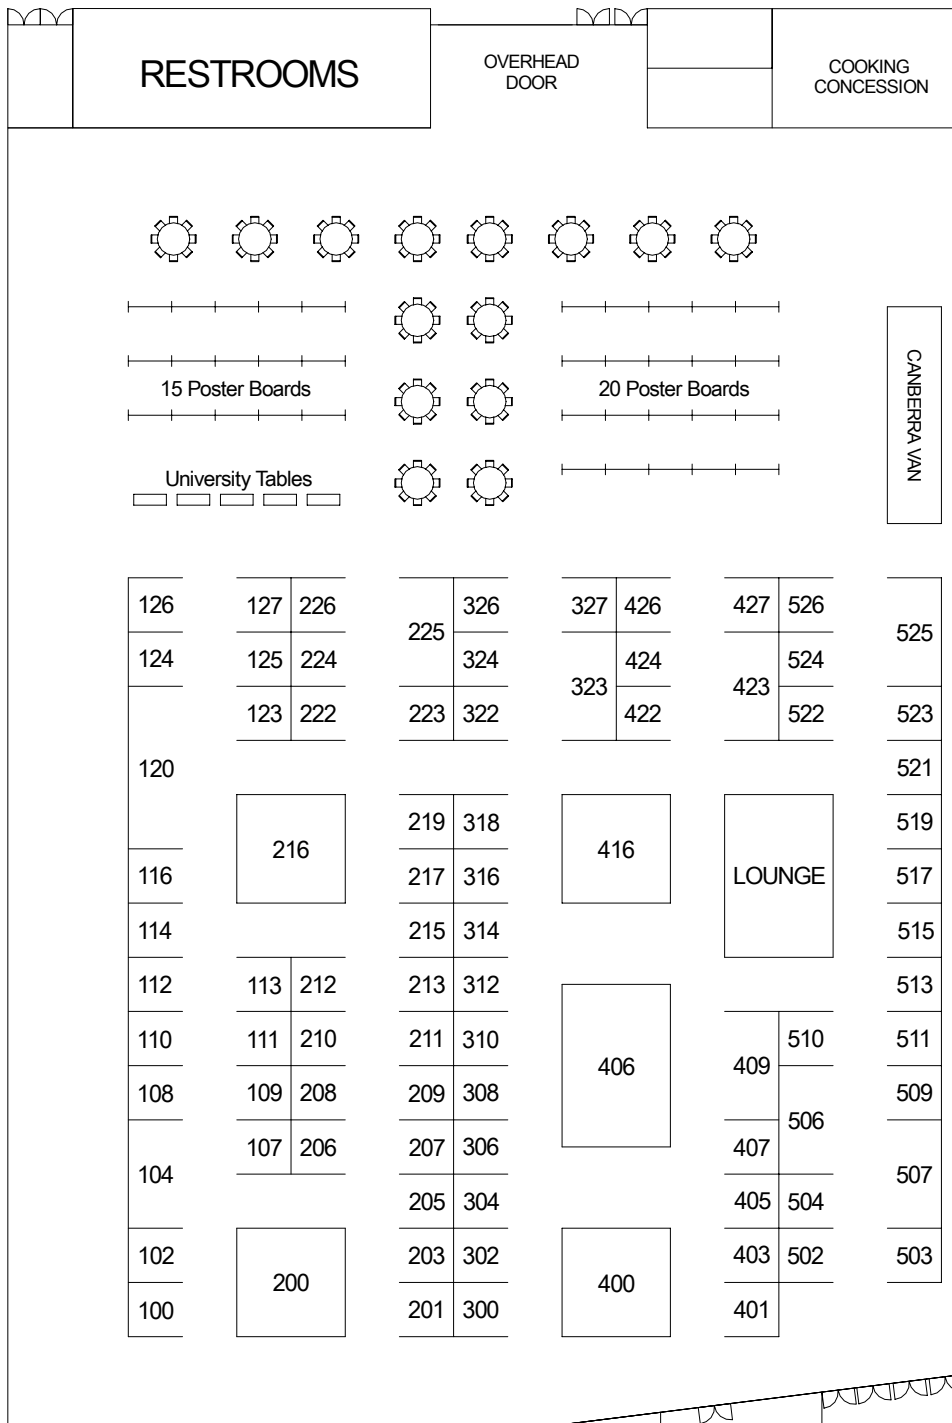 RESTROOMS
OVERHEAD
DOOR
COOKING
CONCESSION
15 Poster Boards
20 Poster Boards
CANBERRA VAN
University Tables
126 127 226 225 326 327 426 427 526 525
124 125 224 324 323 424 423 524
123 222 223 322 422 522 523
120 521
219 318 519
216 416
116 217 316 LOUNGE 517
114 215 314 515
112 113 212 213 312 513
110 111 210 211 310 510 511
409
406
108 109 208 209 308 509
506
107 206 207 306 407
104 507
205 304 405 504
102 203 302 403 502 503
200 400
100 201 300 401